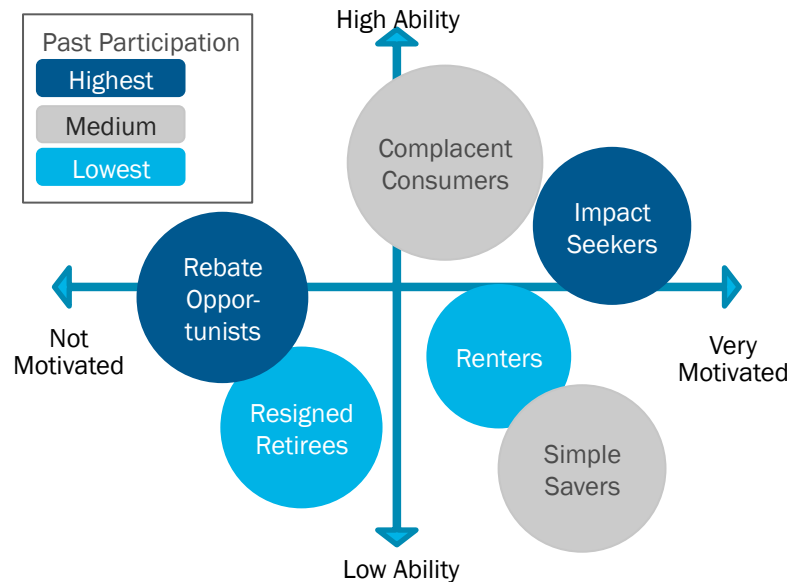 High Ability
Past Participation
Highest
Medium
Lowest
Complacent
Consumers
Impact
Seekers
Rebate
Oppor-
tunists
Not
Motivated
Very
Motivated
Renters
Resigned
Retirees
Simple
Savers
Low Ability